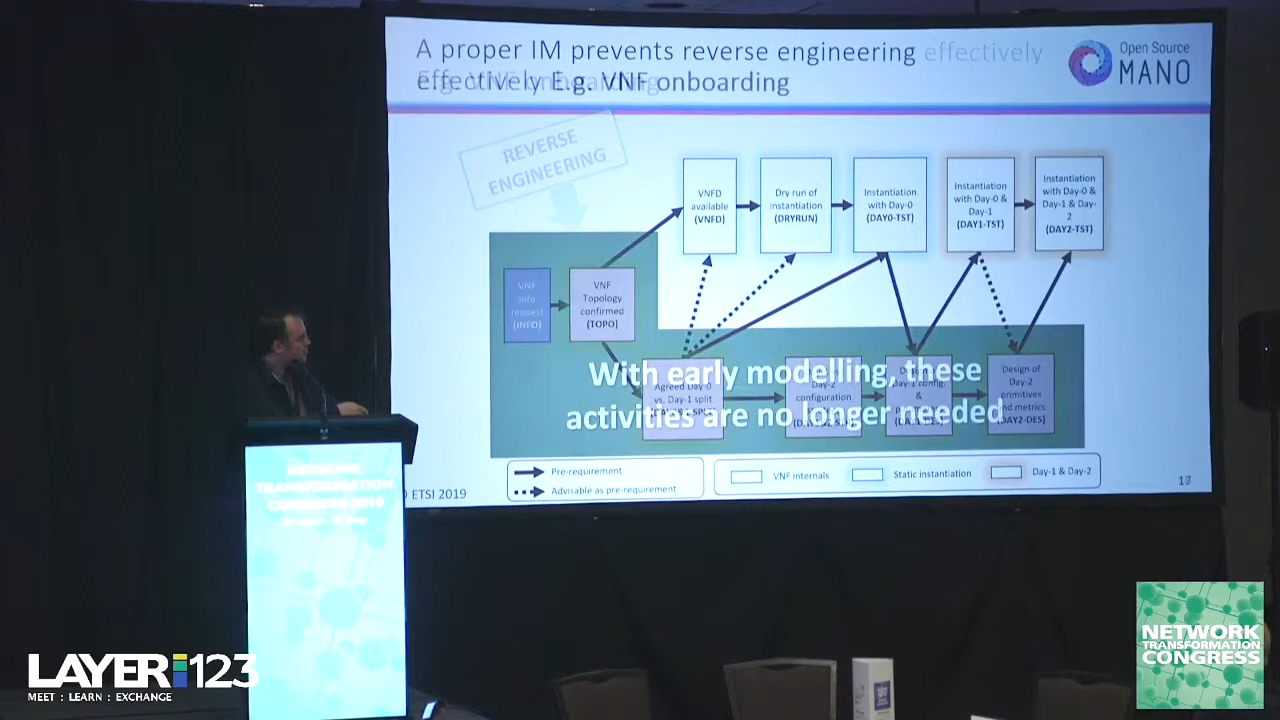 A proper IM prevents reverse engineering effectively
effectively E.g. VNF onboarding
Open Source
MANO
REVERSE
ENGINEERING
VNFD
available
(VNFD)
Dry run of
instantiation
(DRYRUN)
Instantiation
with Day-0
(DAY0-TST)
Instantiation
with Day-0 &
Day-1
(DAY1-TST)
Instantiation
with Day-0 &
Day-1 & Day-
2
(DAY2-TST)
VNF
Info
request
(INFO)
VNF
Topology
confirmed
(TOPO)
With early modelling, these
activities are no longer needed
Agreed Day-0
vs. Day-1 split
Day-2
configuration
Day-1 config.
&
Design of
Day-2
primitives
and metrics
(DAY2-DES)
Pre-requirement
Advisable as pre-requirement
VNF internals
Static instantiation
Day-1 & Day-2
ETSI 2019
NETWORK
TRANSFORMATION
CONGRESS 2019
LAYER 123
MEET : LEARN : EXCHANGE
NETWORK
TRANSFORMATION
CONGRESS